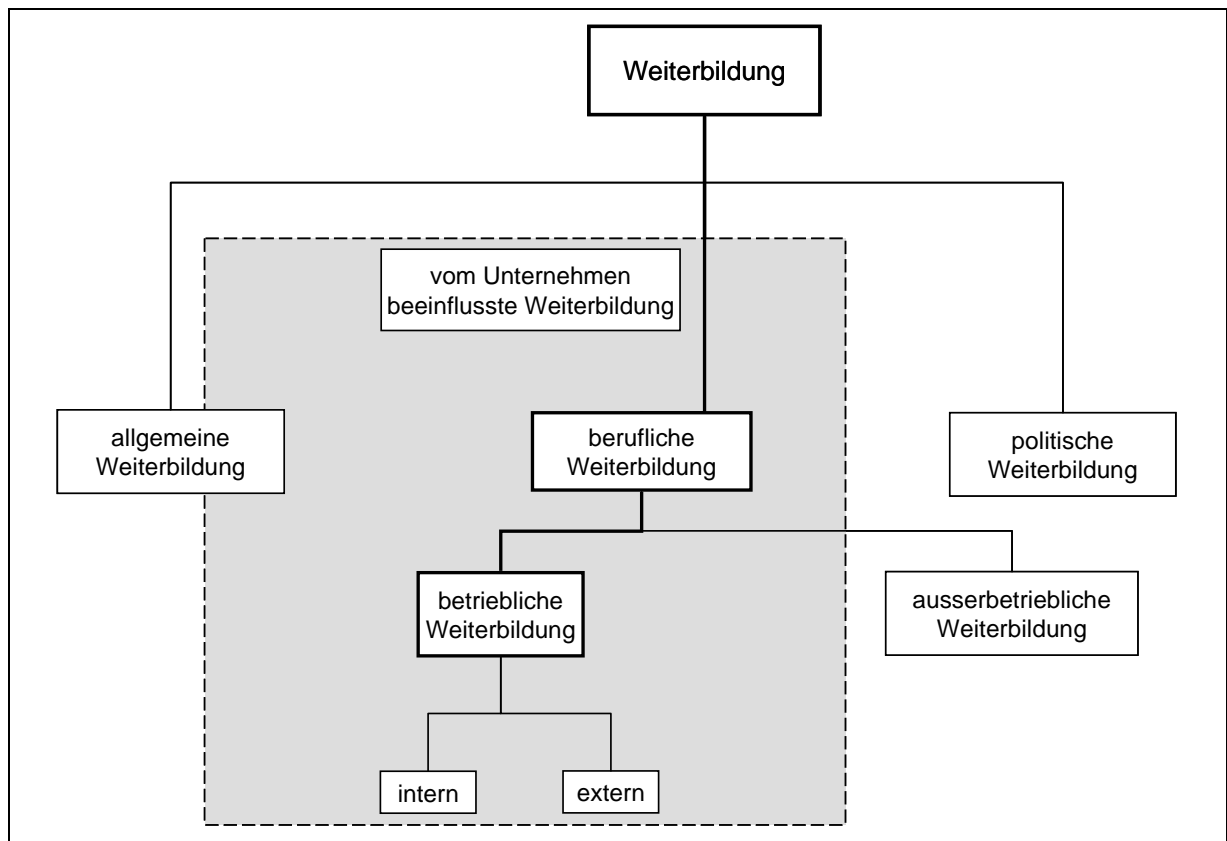 Weiterbildung
vom Unternehmen
beeinflusste Weiterbildung
allgemeine
Weiterbildung
berufliche
Weiterbildung
politische
Weiterbildung
betriebliche
Weiterbildung
ausserbetriebliche
Weiterbildung
intern
extern